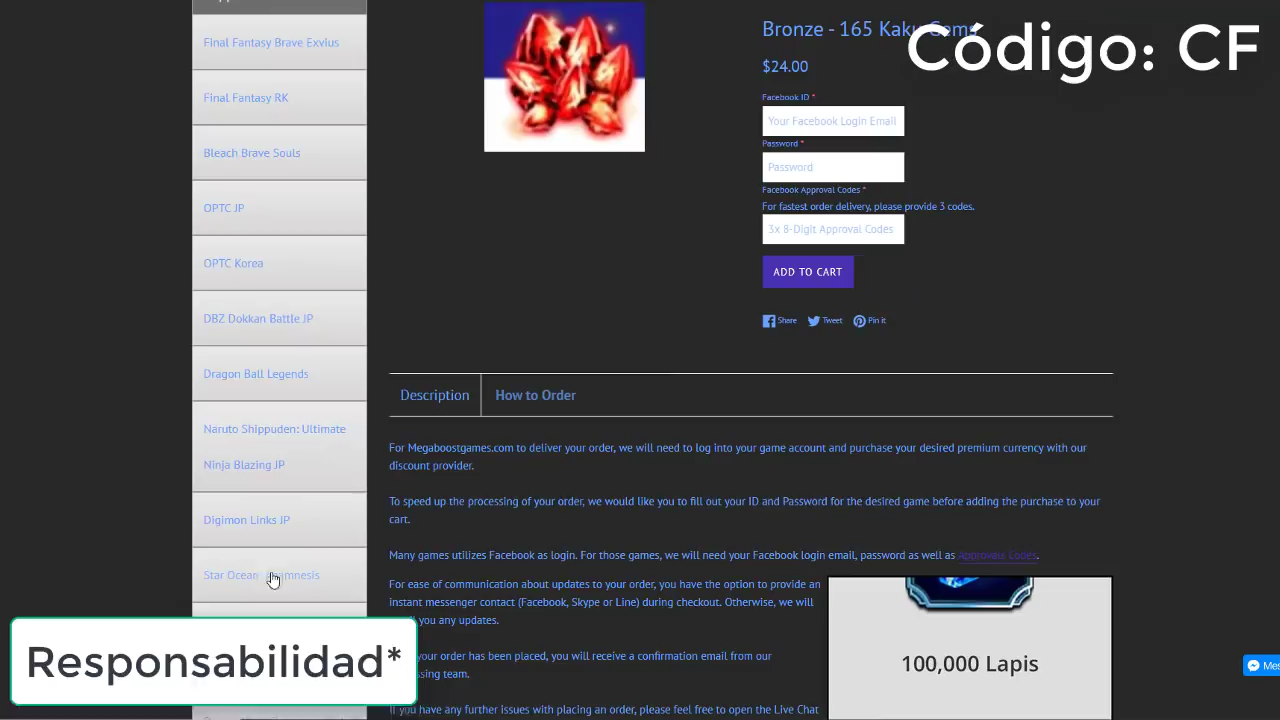 Final Fantasy Brave Exvius
Final Fantasy RK
Bleach Brave Souls
OPTC JP
OPTC Korea
DBZ Dokkan Battle JP
Dragon Ball Legends
Naruto Shippuden: Ultimate
Ninja Blazing JP
Digimon Links JP
Star Ocean
Bronze - 165 Kaku Gems
Código: CF
$24.00
Facebook ID *
Your Facebook Login Email
Password *
Password
Facebook Approval Codes *
For fastest order delivery, please provide 3 codes.
3x 8-Digit Approval Codes
ADD TO CART
Share Tweet Pin it
Description How to Order
For Megaboostgames.com to deliver your order, we will need to log into your game account and purchase your desired premium currency with our
discount provider.
To speed up the processing of your order, we would like you to fill out your ID and Password for the desired game before adding the purchase to your
cart.
Many games utilizes Facebook as login. For those games, we will need your Facebook login email, password as well as Approvals Codes.
For ease of communication about updates to your order, you have the option to provide an
instant messenger contact (Facebook, Skype or Line) during checkout. Otherwise, we will
you any updates.
your order has been placed, you will receive a confirmation email from our
team.
If you have any further issues with placing an order, please feel free to open the Live Chat
100,000 Lapis
Mes
Responsabilidad*